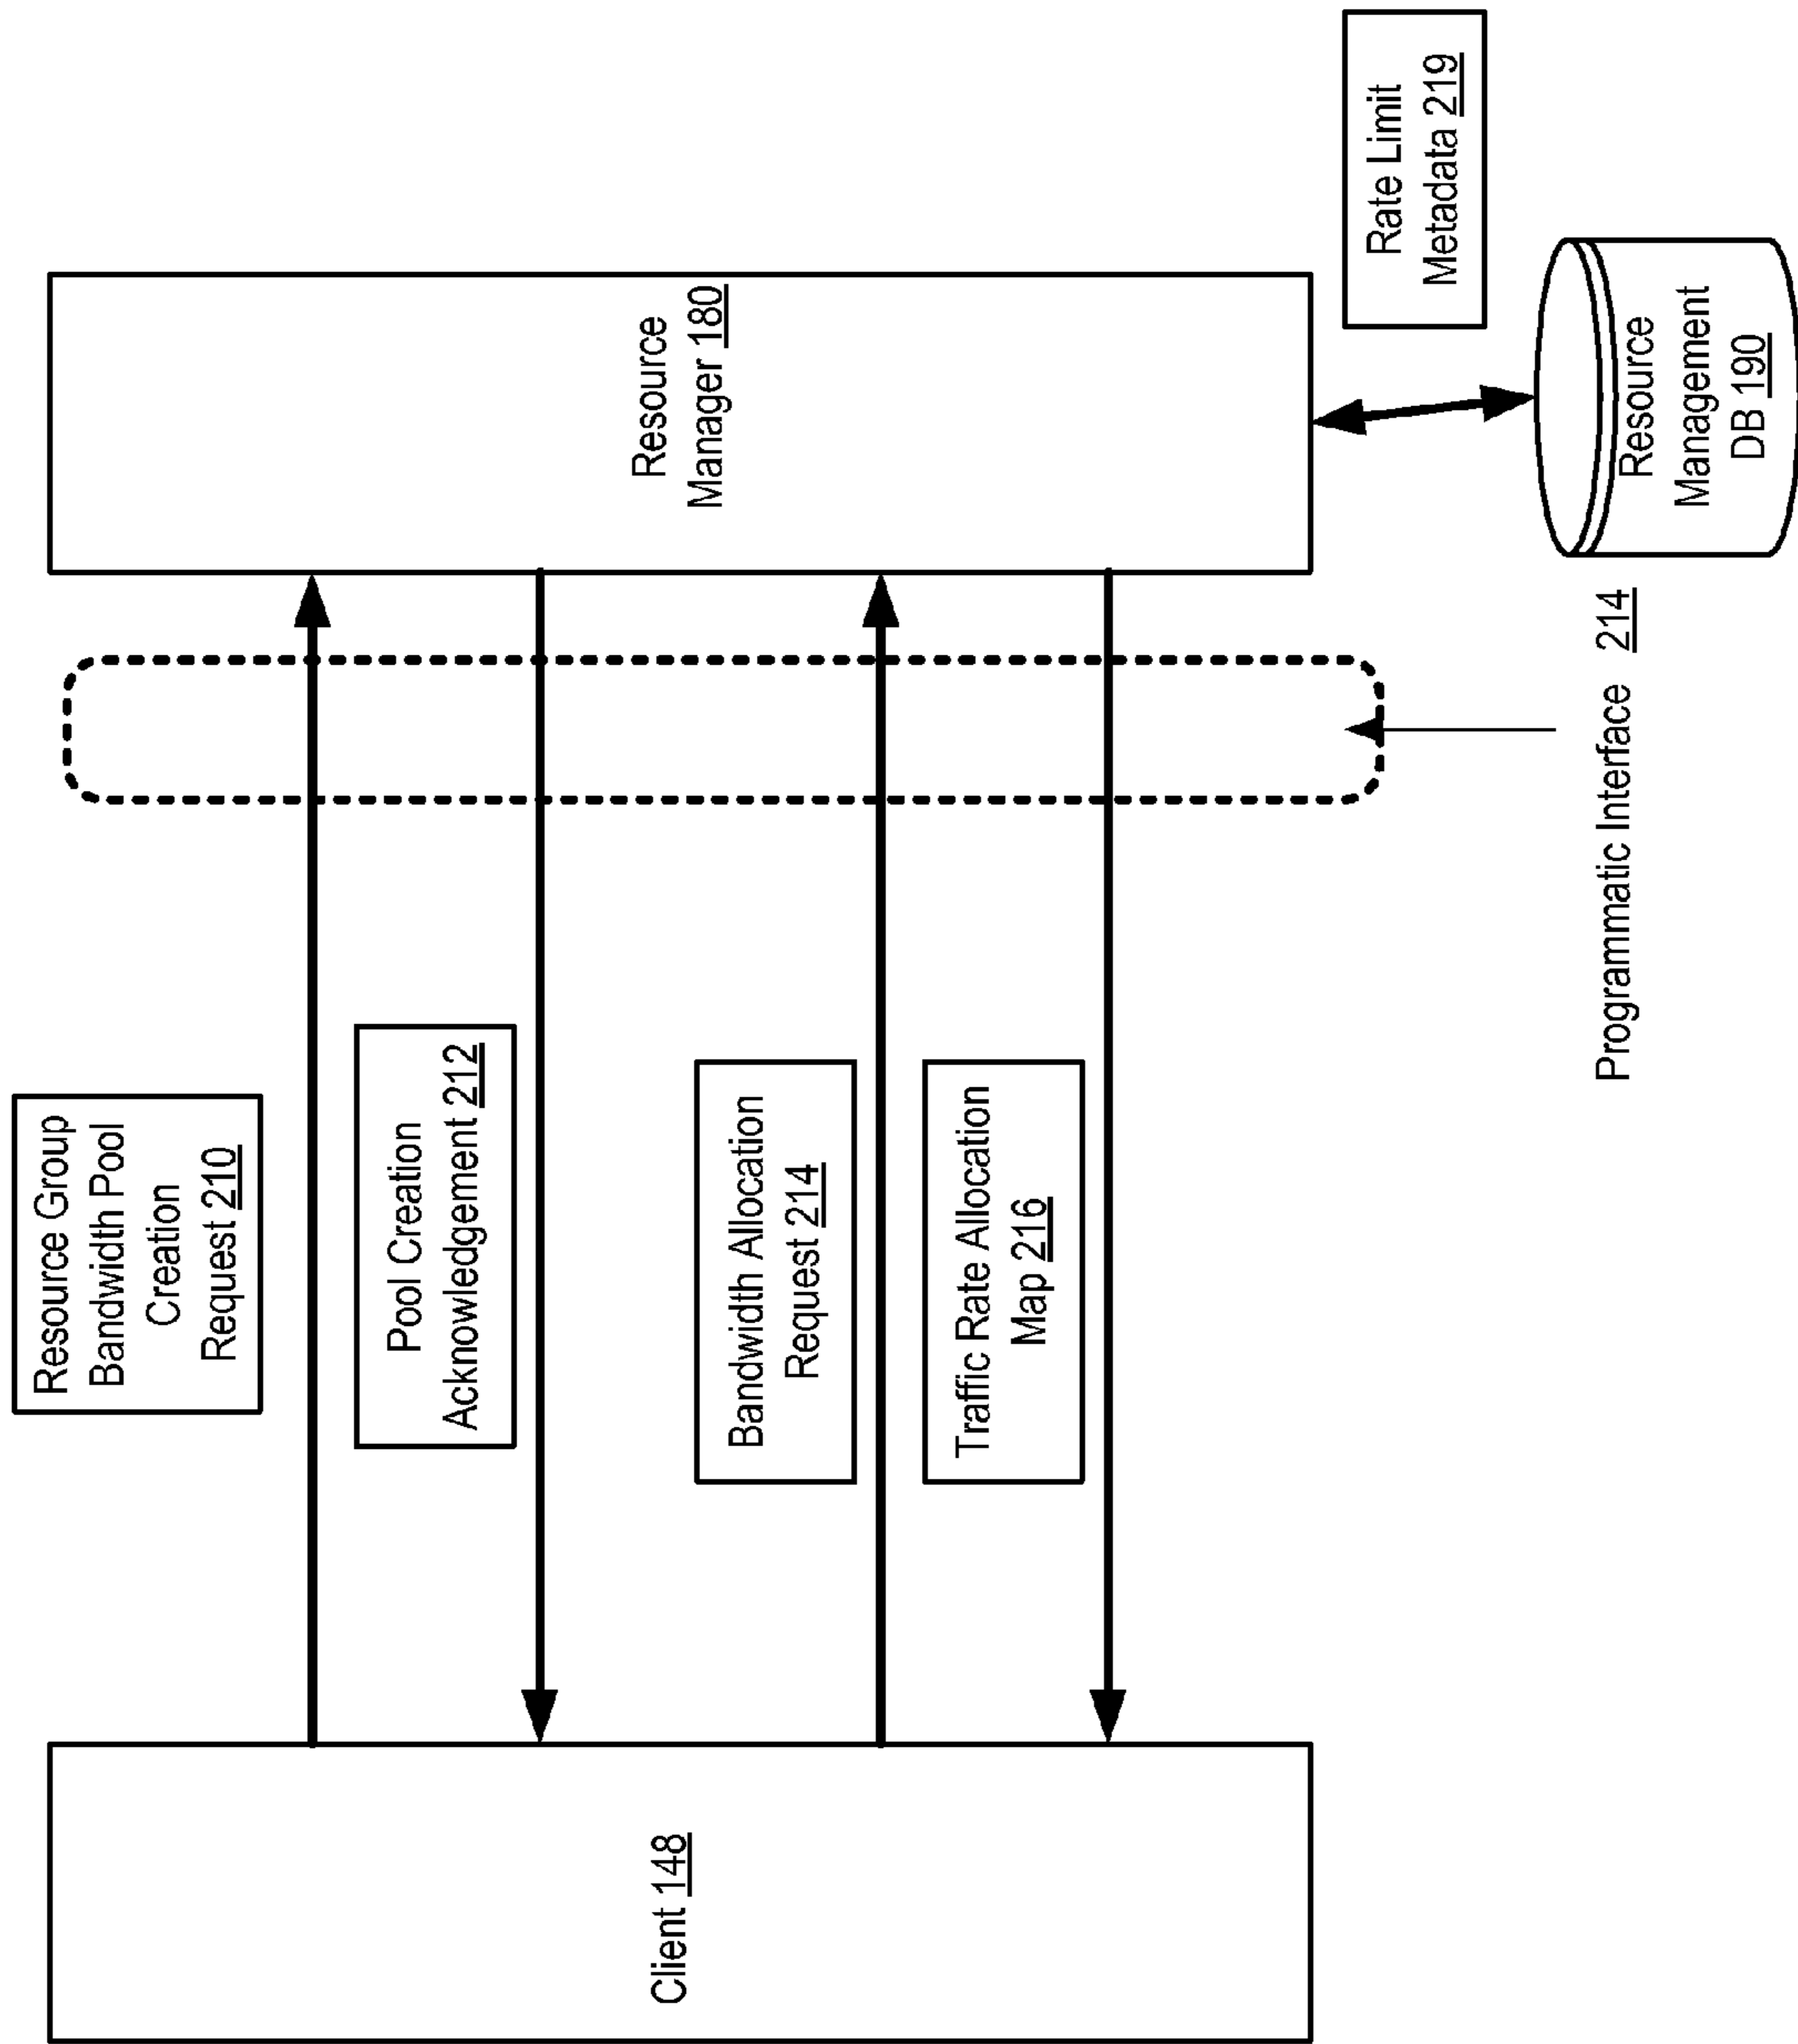 Resource Group
Bandwidth Pool
Creation
Request 210
Pool Creation
Acknowledgement 212
Bandwidth Allocation
Request 214
Traffic Rate Allocation
Map 216
Client 148
Resource
Manager 180
Rate Limit
Metadata 219
Resource
Management
DB 190
Programmatic Interface 214